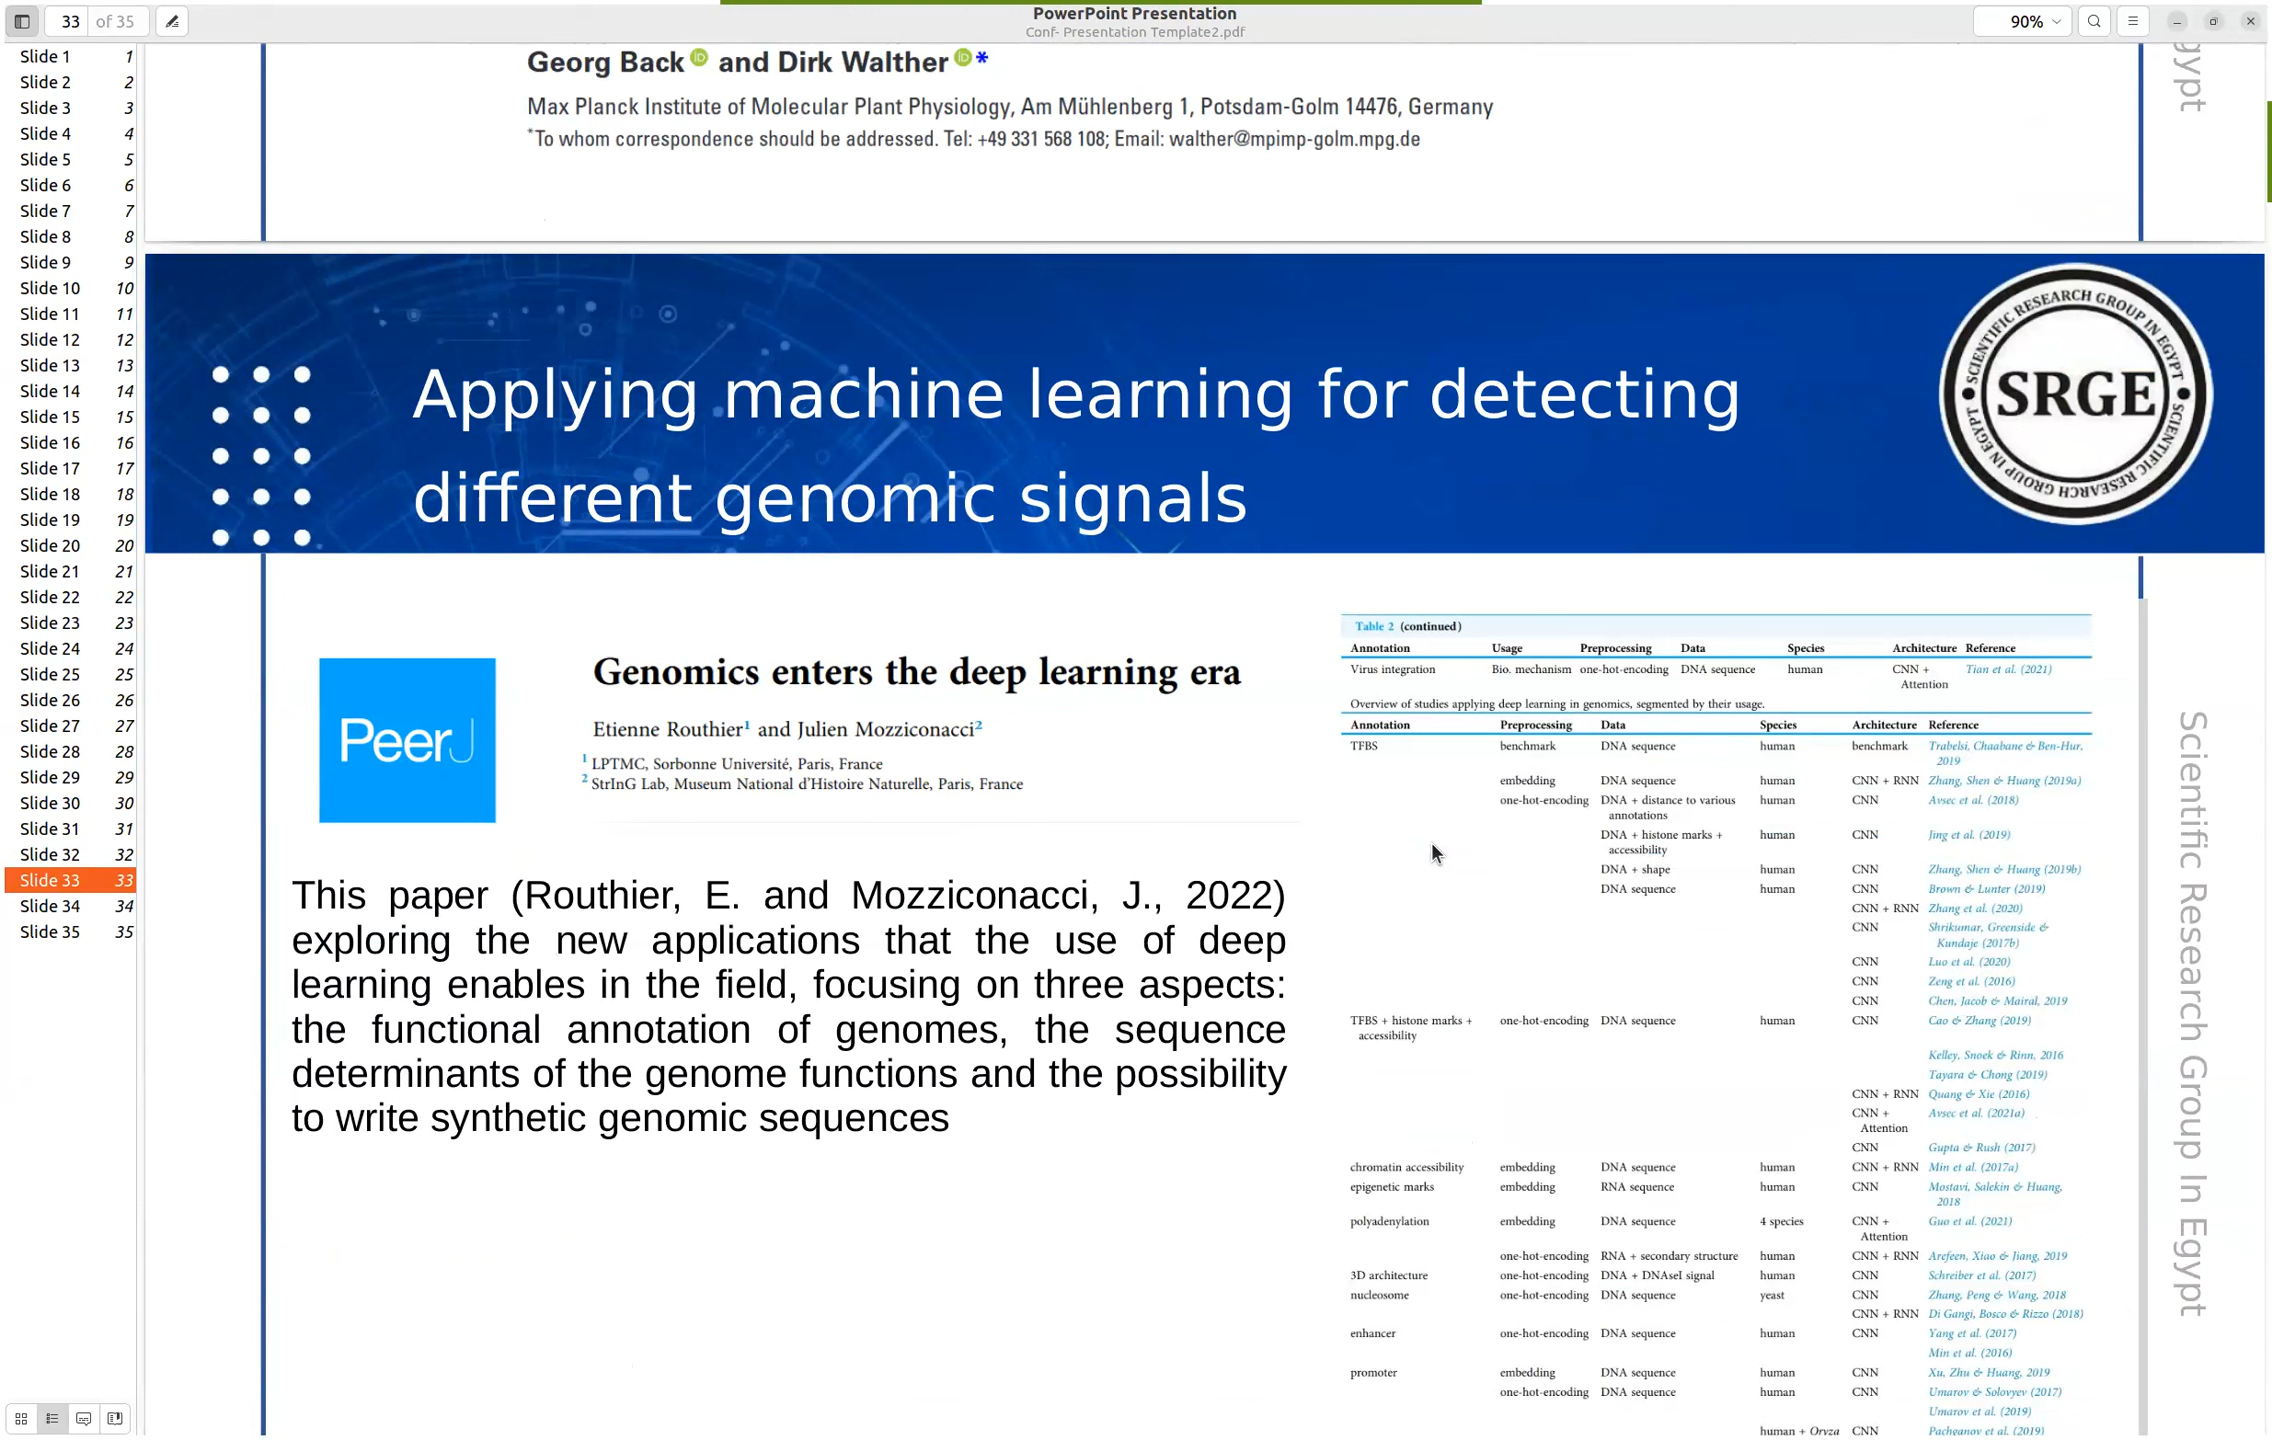 33 of 35
PowerPoint Presentation
Conf- Presentation Template2.pdf
90%
Slide 1 1
Slide 2 2
Slide 3 3
Slide 4 4
Slide 5 5
Slide 6 6
Slide 7 7
Slide 8 8
Slide 9 9
Slide 10 10
Slide 11 11
Slide 12 12
Slide 13 13
Slide 14 14
Slide 15 15
Slide 16 16
Slide 17 17
Slide 18 18
Slide 19 19
Slide 20 20
Slide 21 21
Slide 22 22
Slide 23 23
Slide 24 24
Slide 25 25
Slide 26 26
Slide 27 27
Slide 28 28
Slide 29 29
Slide 30 30
Slide 31 31
Slide 32 32
Slide 33 33
Slide 34 34
Slide 35 35
Georg Back iD and Dirk Walther iD *
Max Planck Institute of Molecular Plant Physiology, Am Mühlenberg 1, Potsdam-Golm 14476, Germany
*To whom correspondence should be addressed. Tel: +49 331 568 108; Email: walther@mpimp-golm.mpg.de
gypt
Applying machine learning for detecting
different genomic signals
SCIENTIFIC RESEARCH GROUP IN EGYPT
SRGE
SCIENTIFIC RESEARCH GROUP IN EGYPT
PeerJ
Genomics enters the deep learning era
Etienne Routhier1 and Julien Mozziconacci2
1 LPTMC, Sorbonne Université, Paris, France
2 StrInG Lab, Museum National d'Histoire Naturelle, Paris, France
This paper (Routhier, E. and Mozziconacci, J., 2022)
exploring the new applications that the use of deep
learning enables in the field, focusing on three aspects:
the functional annotation of genomes, the sequence
determinants of the genome functions and the possibility
to write synthetic genomic sequences
Table 2 (continued)
Annotation Usage Preprocessing Data Species Architecture Reference
Virus integration Bio. mechanism one-hot-encoding DNA sequence human CNN + Tian et al. (2021)
Attention
Overview of studies applying deep learning in genomics, segmented by their usage.
Annotation Preprocessing Data Species Architecture Reference
TFBS benchmark DNA sequence human benchmark Trabelsi, Chaabane & Ben-Hur,
2019
embedding DNA sequence human CNN + RNN Zhang, Shen & Huang (2019a)
one-hot-encoding DNA + distance to various human CNN Avsec et al. (2018)
annotations
DNA + histone marks + human CNN Jing et al. (2019)
accessibility
DNA + shape human CNN Zhang, Shen & Huang (2019b)
DNA sequence human CNN Brown & Lunter (2019)
CNN + RNN Zhang et al. (2020)
CNN Shrikumar, Greenside &
Kundaje (2017b)
CNN Luo et al. (2020)
CNN Zeng et al. (2016)
CNN Chen, Jacob & Mairal, 2019
TFBS + histone marks + one-hot-encoding DNA sequence human CNN Cao & Zhang (2019)
accessibility
Kelley, Snoek & Rinn, 2016
Tayara & Chong (2019)
CNN + RNN Quang & Xie (2016)
CNN + Avsec et al. (2021a)
Attention
CNN Gupta & Rush (2017)
chromatin accessibility embedding DNA sequence human CNN + RNN Min et al. (2017a)
epigenetic marks embedding RNA sequence human CNN Mostavi, Salekin & Huang,
2018
polyadenylation embedding DNA sequence 4 species CNN + Guo et al. (2021)
Attention
one-hot-encoding RNA + secondary structure human CNN + RNN Arefeen, Xiao & Jiang, 2019
3D architecture one-hot-encoding DNA + DNAseI signal human CNN Schreiber et al. (2017)
nucleosome one-hot-encoding DNA sequence yeast CNN Zhang, Peng & Wang, 2018
CNN + RNN Di Gangi, Bosco & Rizzo (2018)
enhancer one-hot-encoding DNA sequence human CNN Yang et al. (2017)
Min et al. (2016)
promoter embedding DNA sequence human CNN Xu, Zhu & Huang, 2019
one-hot-encoding DNA sequence human CNN Umarov & Solovyev (2017)
Umarov et al. (2019)
human + Oryza CNN Pachganov et al. (2019)
Scientific Research Group In Egypt